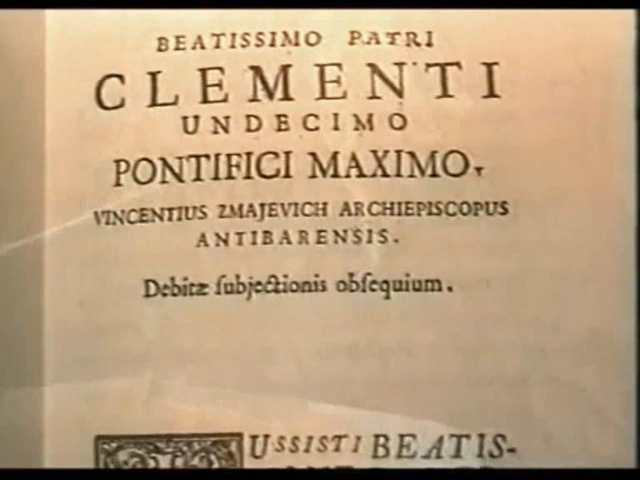 BEATISSIMO PATRI
CLEMENTI
UNDECIMO
PONTIFICI MAXIMO,
VINCENTIUS ZMAJEVICH ARCHIEPISCOPUS
ANTIBARENSIS.
Debitæ ſubjectionis obſequium.
USSISTI BEATIS-